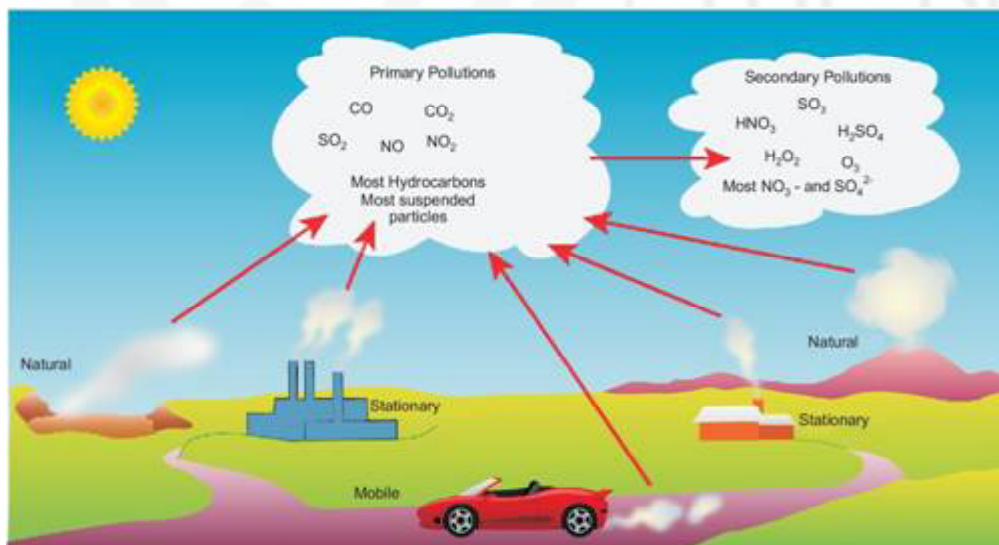 Primary Pollutions
CO CO₂
SO₂ NO NO₂
Most Hydrocarbons
Most suspended
particles
Secondary Pollutions
SO₃
HNO₃ H₂SO₄
H₂O₂ O₃
Most NO₃ - and SO₄²⁻
Natural
Stationary
Mobile
Stationary
Natural